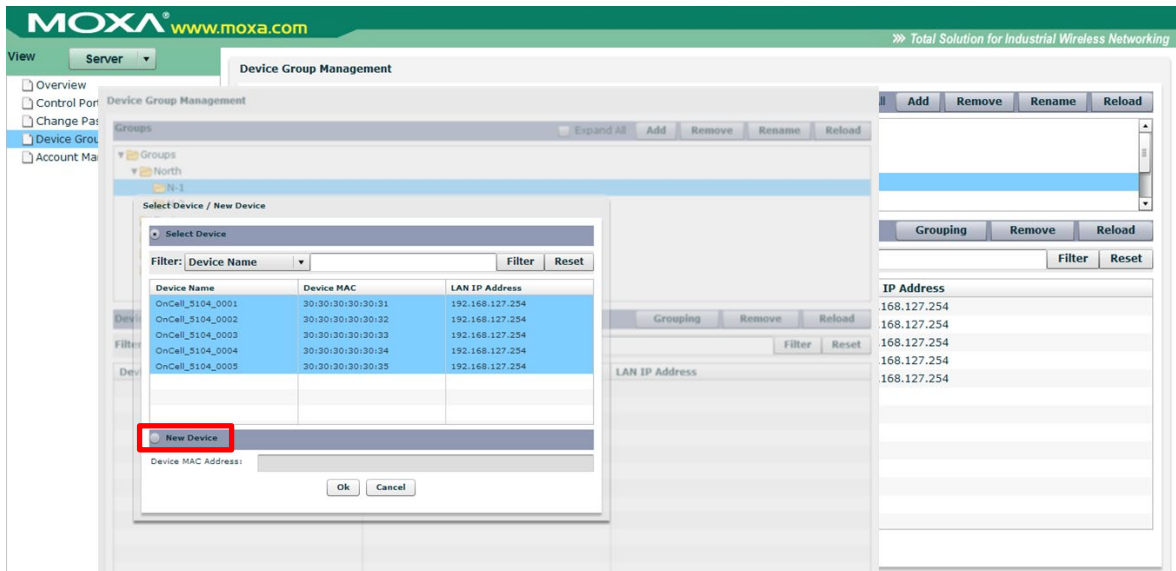 MOXA® www.moxa.com
Total Solution for Industrial Wireless Networking
View Server
Overview
Control Por
Change Pas
Device Grou
Account Ma
Device Group Management
Add Remove Rename Reload
Grouping Remove Reload
Filter Reset
IP Address
.168.127.254
.168.127.254
.168.127.254
.168.127.254
.168.127.254
Device Group Management
Groups Expand All Add Remove Rename Reload
Groups
North
N-1
Select Device / New Device
Select Device
Filter: Device Name Filter Reset
Device Name Device MAC LAN IP Address
OnCell_5104_0001 30:30:30:30:30:31 192.168.127.254
OnCell_5104_0002 30:30:30:30:30:32 192.168.127.254
OnCell_5104_0003 30:30:30:30:30:33 192.168.127.254
OnCell_5104_0004 30:30:30:30:30:34 192.168.127.254
OnCell_5104_0005 30:30:30:30:30:35 192.168.127.254
New Device
Device MAC Address:
Ok Cancel
Devi Grouping Remove Reload
Filter Filter Reset
Devi LAN IP Address